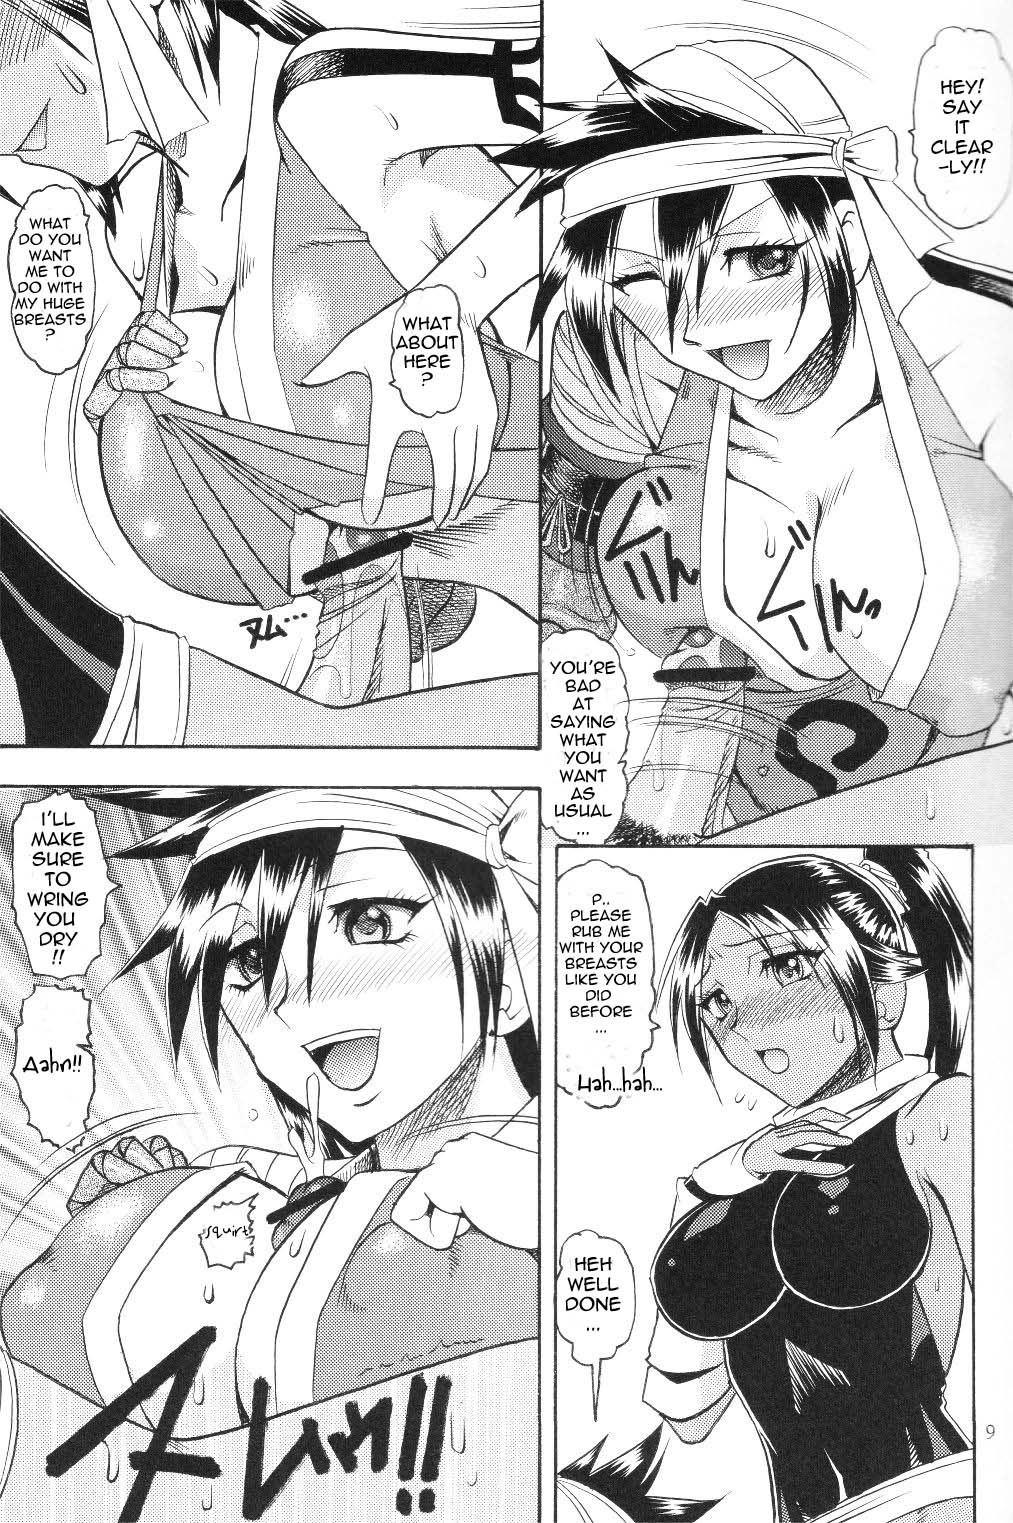 HEY!
SAY
IT
CLEAR
-LY!!
YOU'RE
BAD
AT
SAYING
WHAT
YOU
WANT
AS
USUAL
...
WHAT
ABOUT
HERE
?
WHAT
DO YOU
WANT
ME TO
DO WITH
MY HUGE
BREASTS
?
P..
PLEASE
RUB ME
WITH YOUR
BREASTS
LIKE YOU
DID
BEFORE
...
Hah...hah...
HEH
WELL
DONE
...
I'LL
MAKE
SURE
TO
WRING
YOU
DRY
!!
Aahn!!
squirt
9